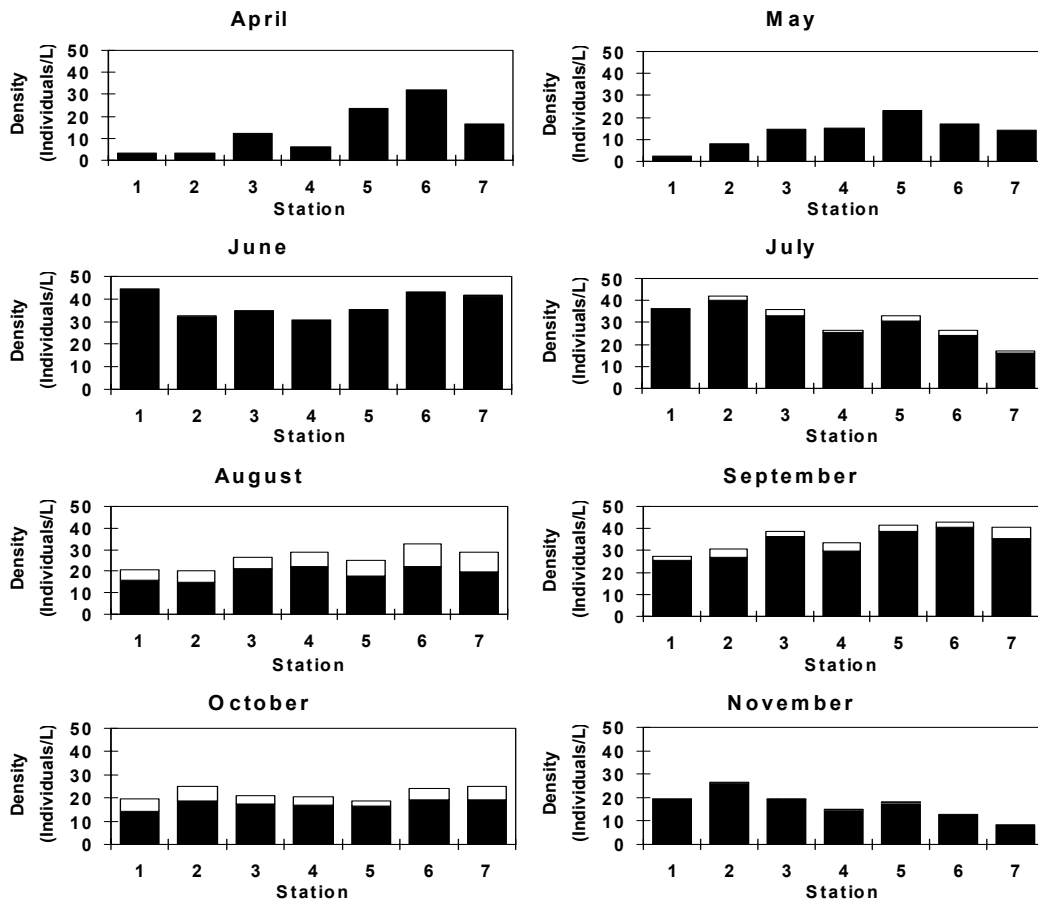 April
Density
(Individuals/L)
50
40
30
20
10
0
1 2 3 4 5 6 7
Station
May
Density
(Individuals/L)
50
40
30
20
10
0
1 2 3 4 5 6 7
Station
June
Density
(Individuals/L)
50
40
30
20
10
0
1 2 3 4 5 6 7
Station
July
Density
(Indiviuals/L)
50
40
30
20
10
0
1 2 3 4 5 6 7
Station
August
Density
(Individuals/L)
50
40
30
20
10
0
1 2 3 4 5 6 7
Station
September
Density
(Individuals/L)
50
40
30
20
10
0
1 2 3 4 5 6 7
Station
October
Density
(Individuals/L)
50
40
30
20
10
0
1 2 3 4 5 6 7
Station
November
Density
(Individuals/L)
50
40
30
20
10
0
1 2 3 4 5 6 7
Station